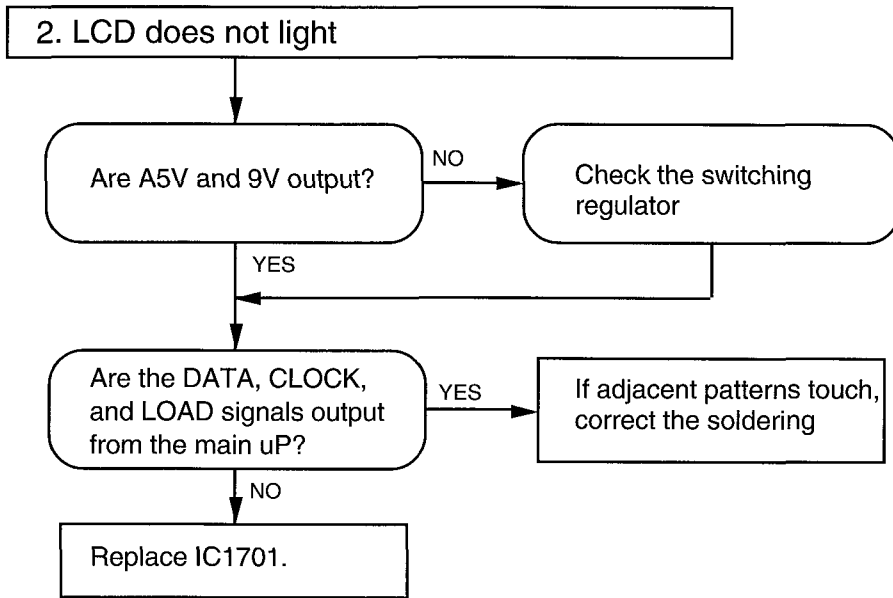 2. LCD does not light
Are A5V and 9V output?
NO
Check the switching
regulator
YES
Are the DATA, CLOCK,
and LOAD signals output
from the main uP?
YES
If adjacent patterns touch,
correct the soldering
NO
Replace IC1701.